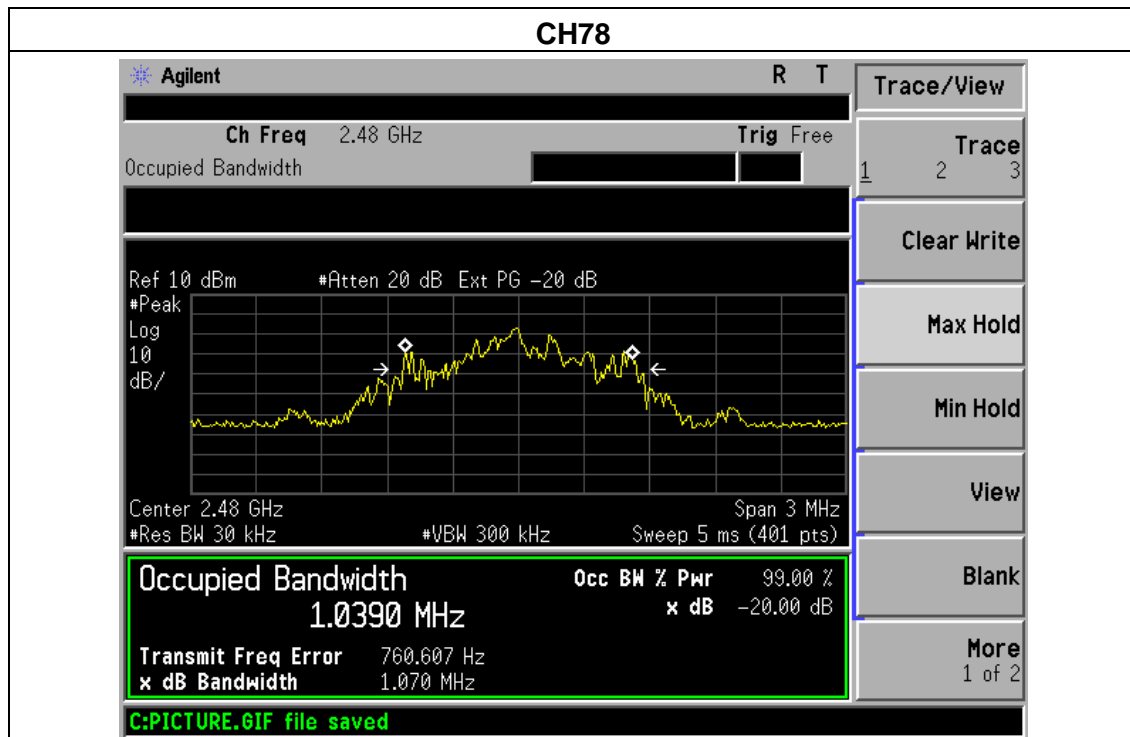 CH78
Agilent
R T
Trace/View
Ch Freq 2.48 GHz
Trig Free
Occupied Bandwidth
Trace
1 2 3
Clear Write
Max Hold
Min Hold
View
Blank
More
1 of 2
Ref 10 dBm #Atten 20 dB Ext PG -20 dB
#Peak
Log
10
dB/
Center 2.48 GHz Span 3 MHz
#Res BW 30 kHz #VBW 300 kHz Sweep 5 ms (401 pts)
Occupied Bandwidth
1.0390 MHz
Occ BW % Pwr 99.00 %
x dB -20.00 dB
Transmit Freq Error 760.607 Hz
x dB Bandwidth 1.070 MHz
C:PICTURE.GIF file saved